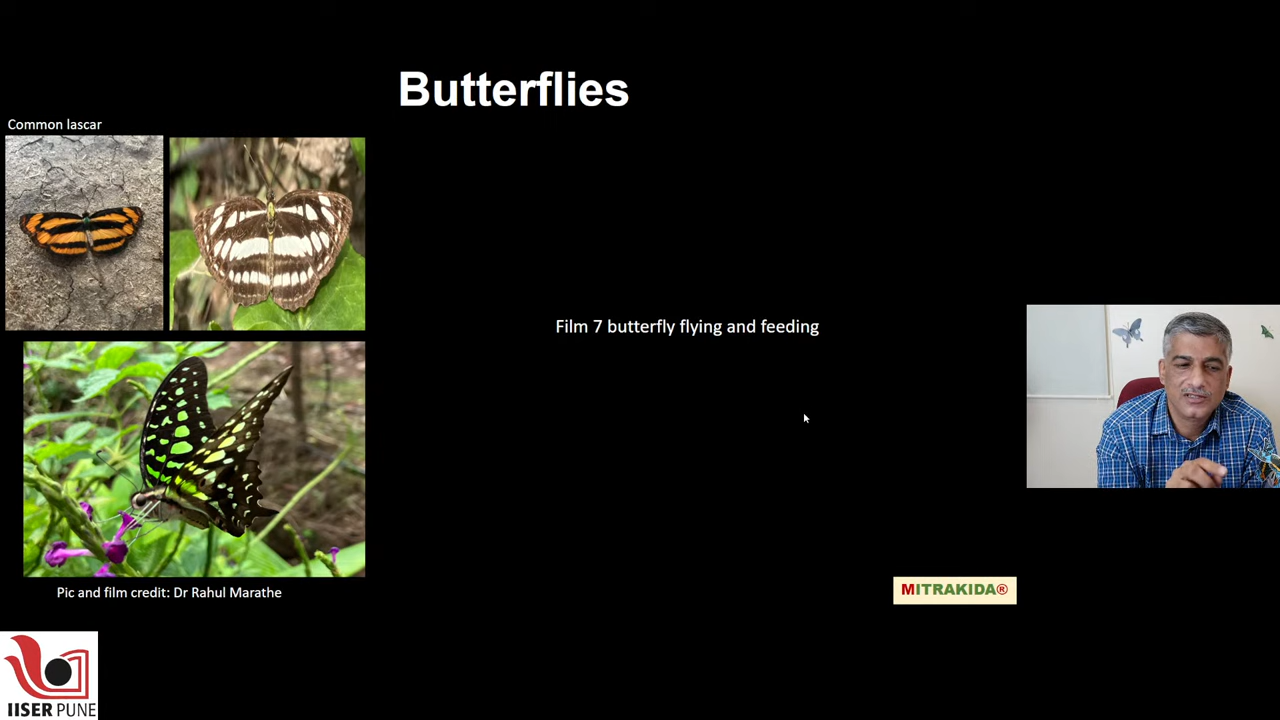 Butterflies
Common lascar
Film 7 butterfly flying and feeding
Pic and film credit: Dr Rahul Marathe
MITRAKIDA®
IISER PUNE